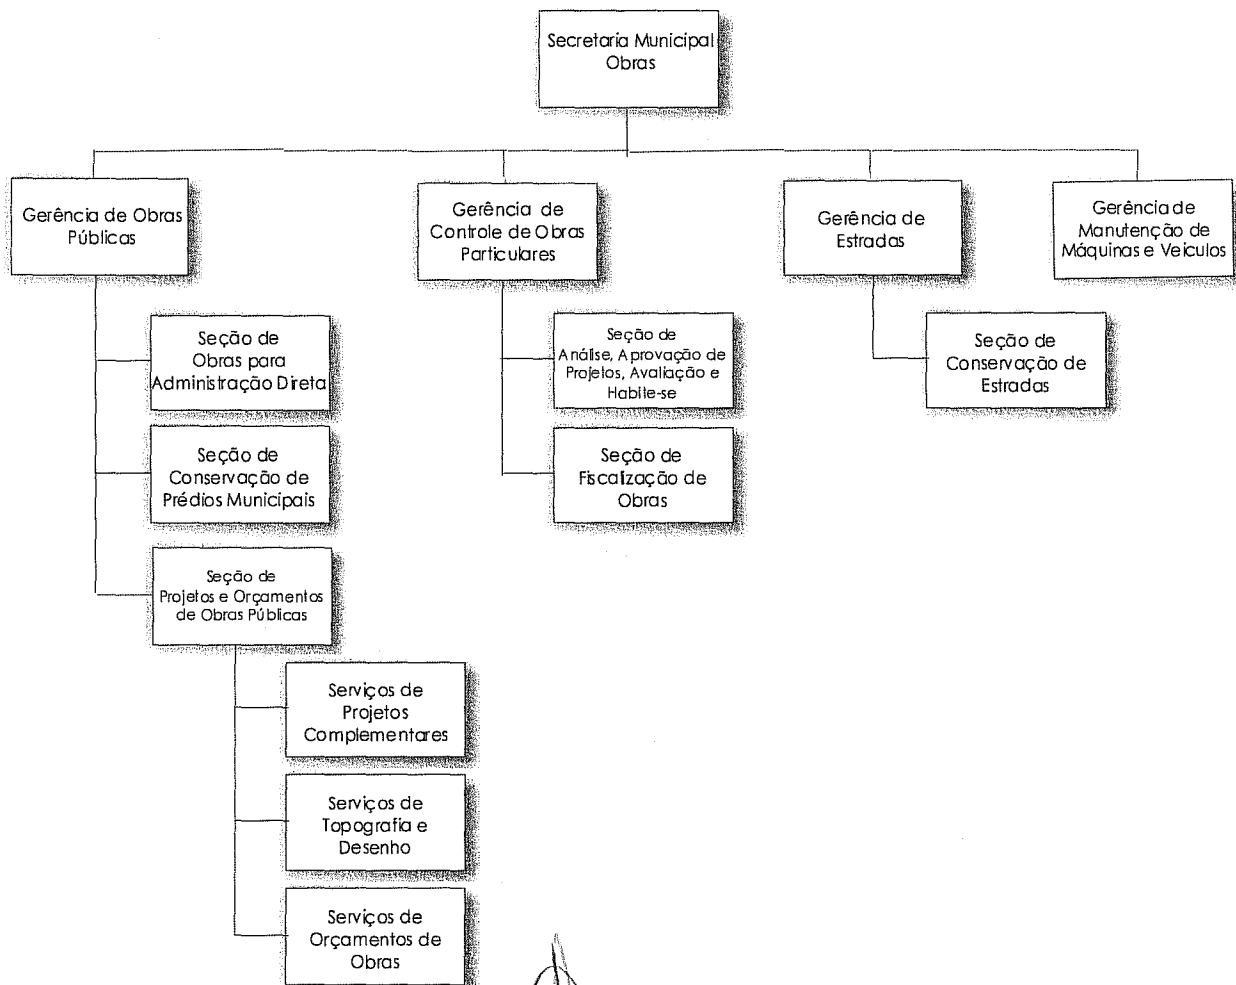 Secretaria Municipal
Obras
Gerência de Obras
Públicas
Gerência de
Controle de Obras
Particulares
Gerência de
Estradas
Gerência de
Manutenção de
Máquinas e Veículos
Seção de
Obras para
Administração Direta
Seção de
Conservação de
Prédios Municipais
Seção de
Projetos e Orçamentos
de Obras Públicas
Serviços de
Projetos
Complementares
Serviços de
Topografia e
Desenho
Serviços de
Orçamentos de
Obras
Seção de
Análise, Aprovação de
Projetos, Avaliação e
Habite-se
Seção de
Fiscalização de
Obras
Seção de
Conservação de
Estradas